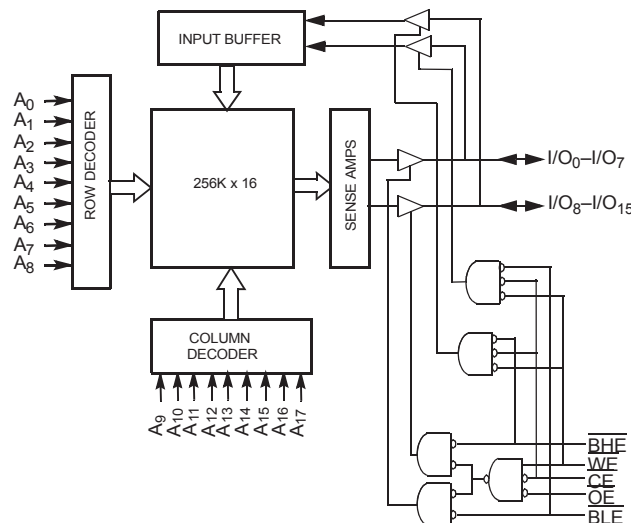 INPUT BUFFER
A0
A1
A2
A3
A4
A5
A6
A7
A8
ROW DECODER
256K x 16
SENSE AMPS
I/O0–I/O7
I/O8–I/O15
COLUMN
DECODER
A9
A10
A11
A12
A13
A14
A15
A16
A17
BHE
WE
CE
OE
BLE